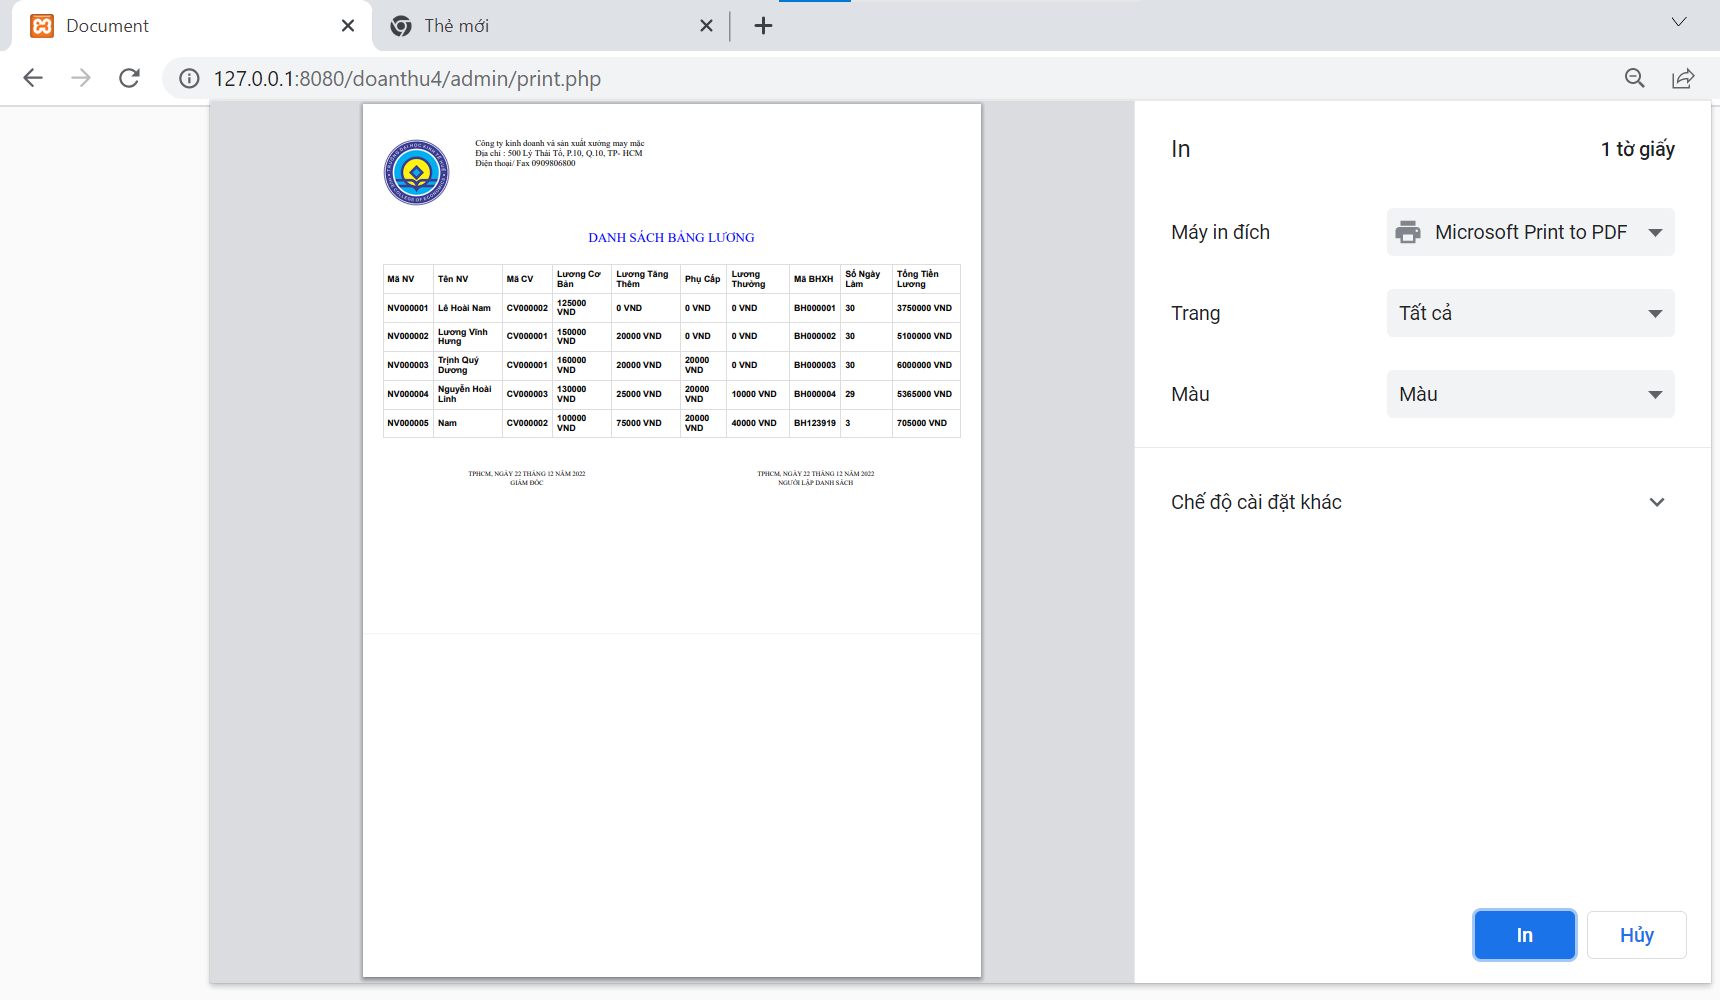 Document
Thẻ mới
127.0.0.1:8080/doanthu4/admin/print.php
Công ty kinh doanh và sản xuất xưởng may mặc
Địa chỉ : 500 Lý Thái Tổ, P.10, Q.10, TP- HCM
Điện thoại/ Fax 0909806800
DANH SÁCH BẢNG LƯƠNG
Mã NV Tên NV Mã CV Lương Cơ Bản Lương Tăng Thêm Phụ Cấp Lương Thưởng Mã BHXH Số Ngày Làm Tổng Tiền Lương
NV000001 Lê Hoài Nam CV000002 125000 VND 0 VND 0 VND 0 VND BH000001 30 3750000 VND
NV000002 Lương Vĩnh Hưng CV000001 150000 VND 20000 VND 0 VND 0 VND BH000002 30 5100000 VND
NV000003 Trịnh Quý Dương CV000001 160000 VND 20000 VND 20000 VND 0 VND BH000003 30 6000000 VND
NV000004 Nguyễn Hoài Linh CV000003 130000 VND 25000 VND 20000 VND 10000 VND BH000004 29 5365000 VND
NV000005 Nam CV000002 100000 VND 75000 VND 20000 VND 40000 VND BH123919 3 705000 VND
TPHCM, NGÀY 22 THÁNG 12 NĂM 2022
GIÁM ĐỐC
TPHCM, NGÀY 22 THÁNG 12 NĂM 2022
NGƯỜI LẬP DANH SÁCH
In
1 tờ giấy
Máy in đích
Microsoft Print to PDF
Trang
Tất cả
Màu
Màu
Chế độ cài đặt khác
In
Hủy